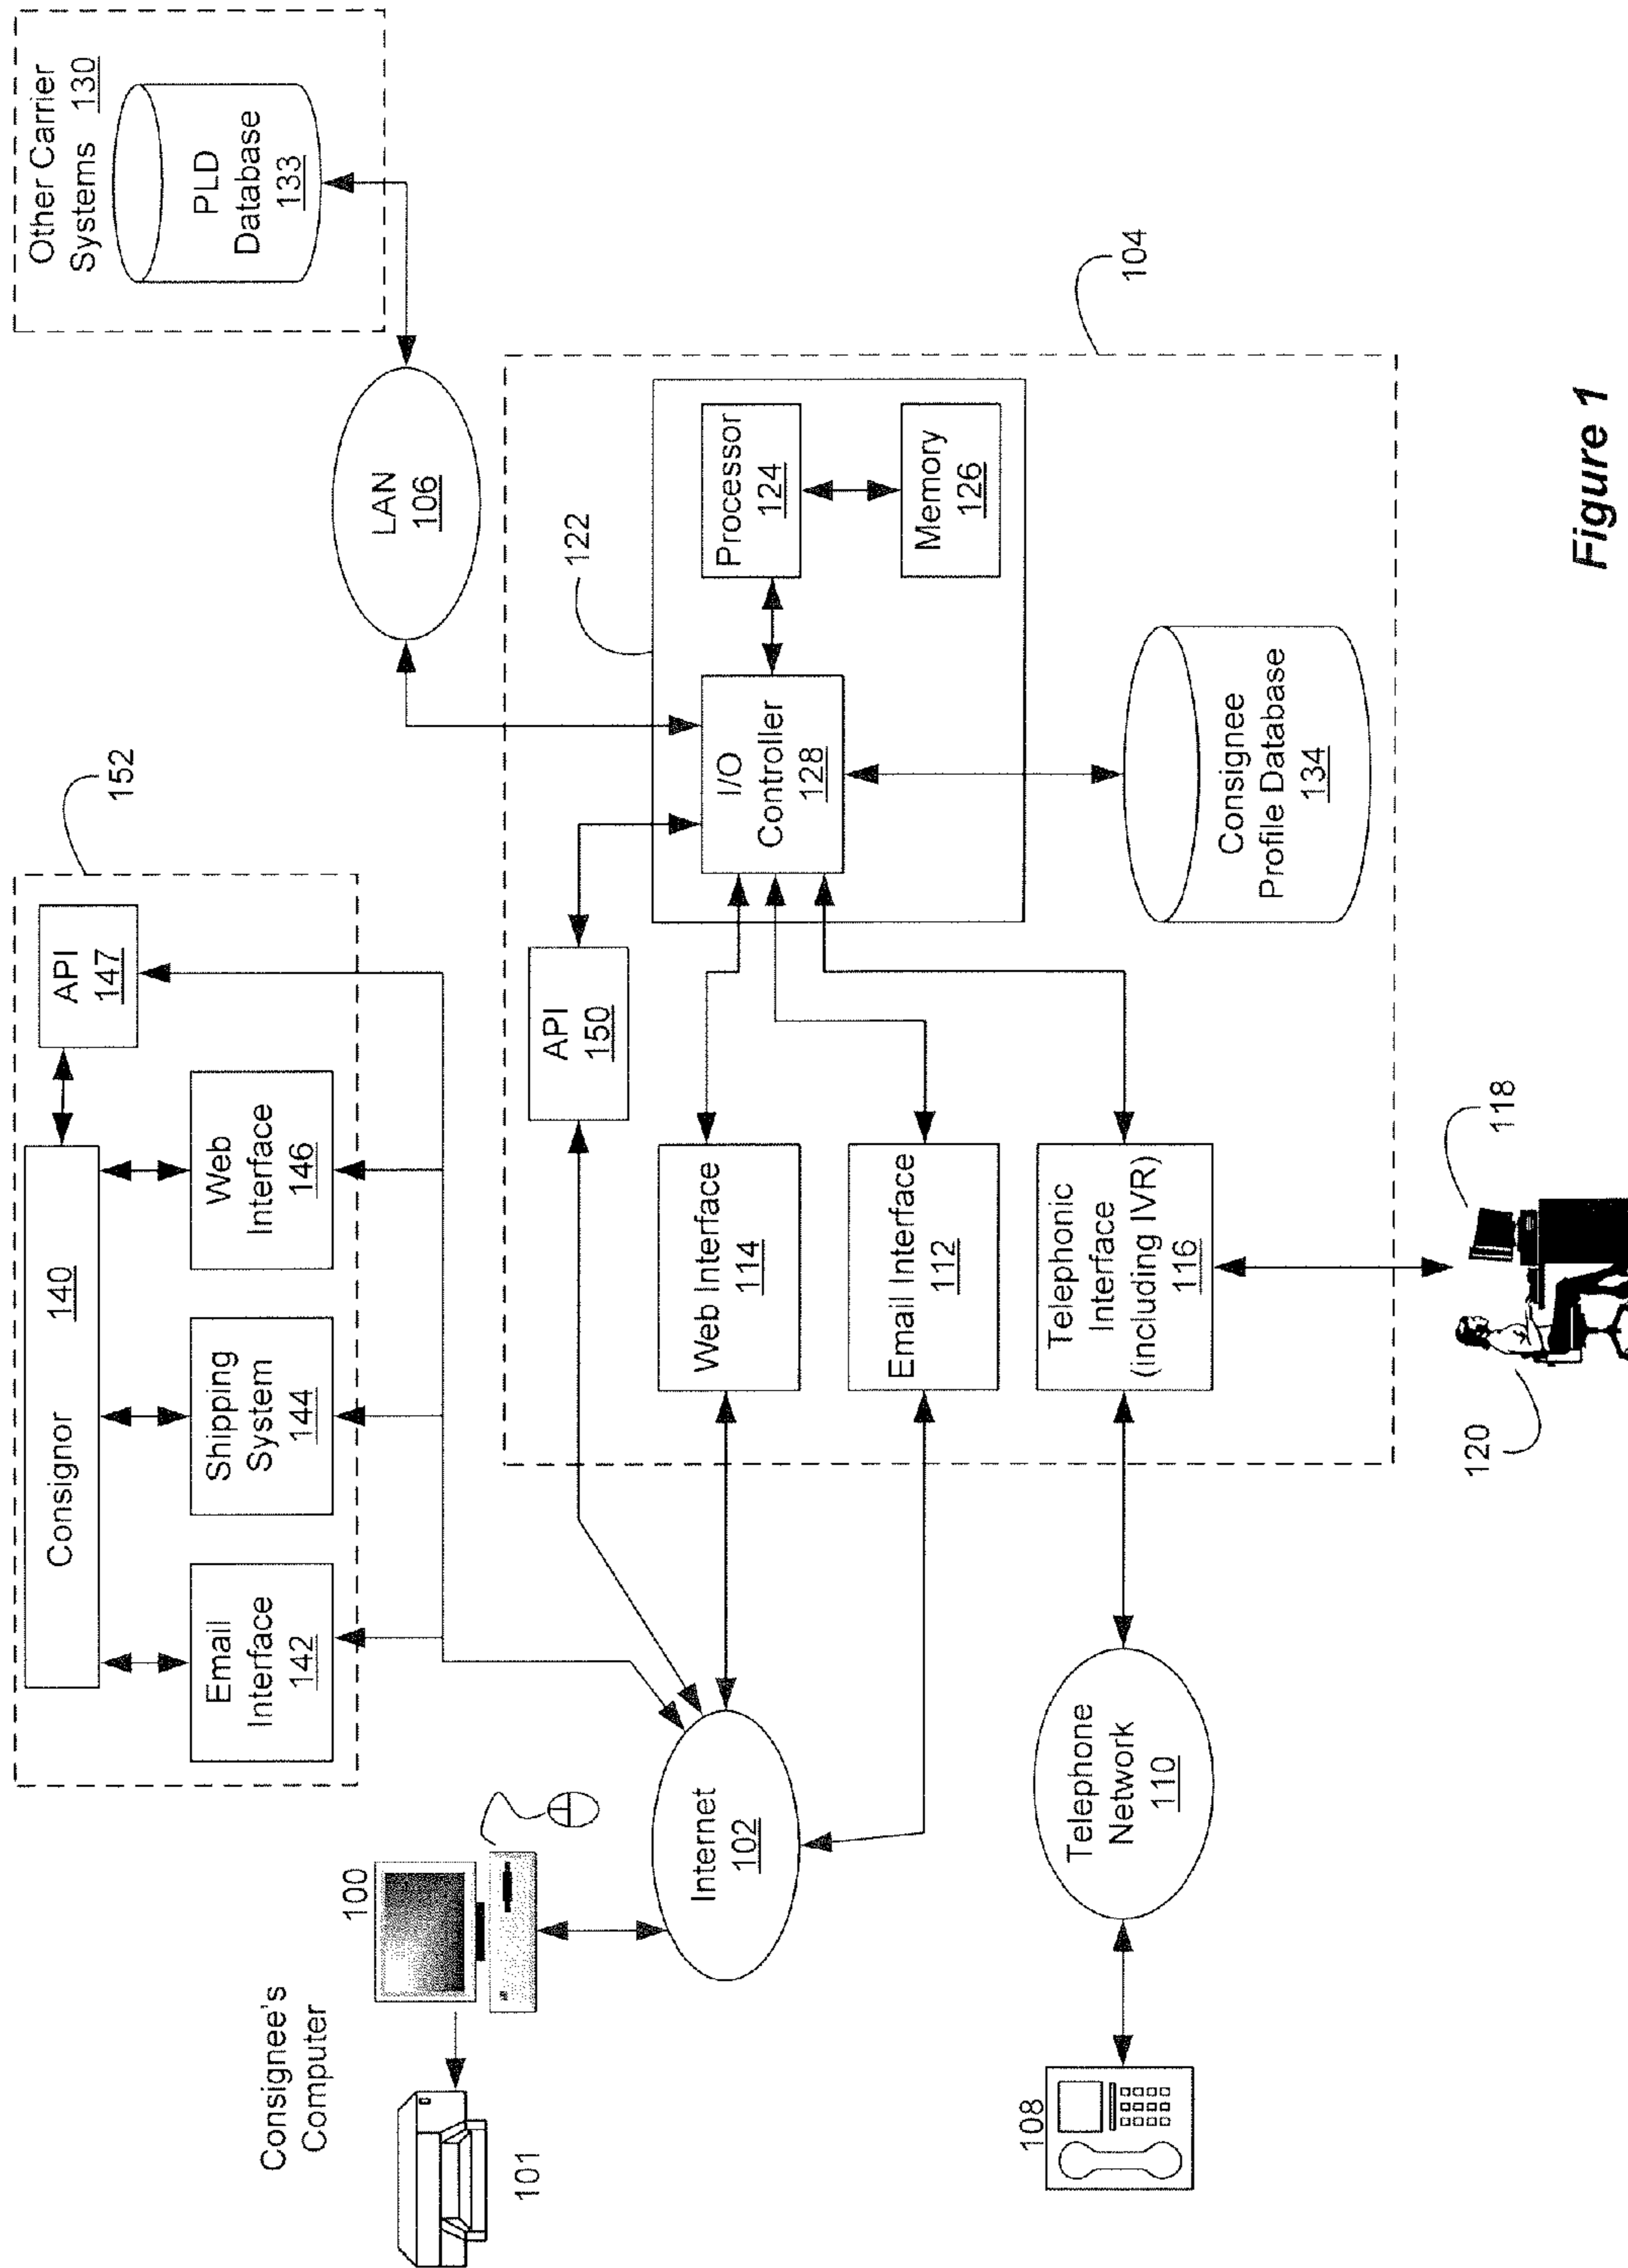 Consignee's
Computer
100
101
Internet
102
108
Telephone
Network
110
152
Consignor
140
Email
Interface
142
Shipping
System
144
Web
Interface
146
API
147
Other Carrier
Systems 130
PLD
Database
133
LAN
106
104
API
150
Web Interface
114
Email Interface
112
Telephonic
Interface
(including IVR)
116
122
I/O
Controller
128
Processor
124
Memory
126
Consignee
Profile Database
134
120
118
Figure 1